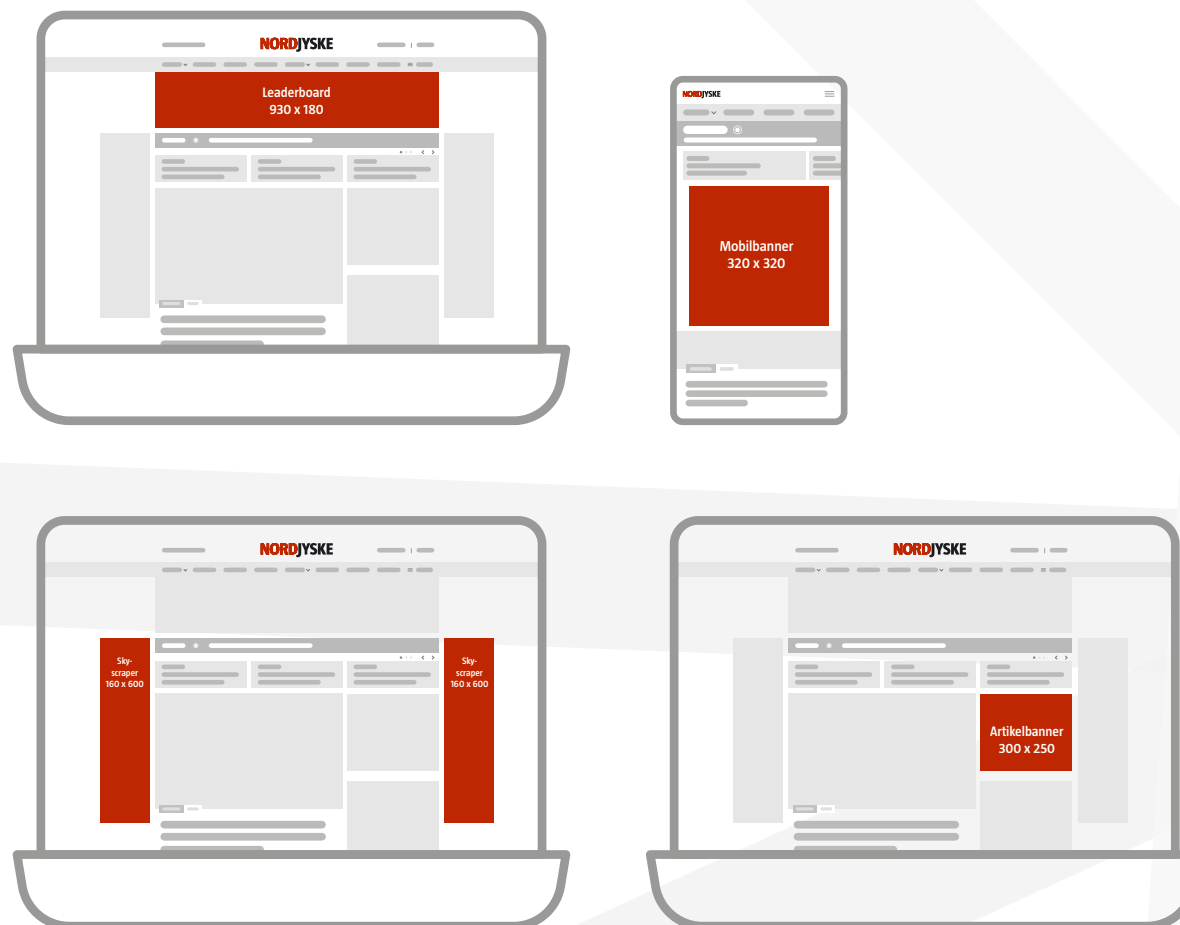 NORDJYSKE
Leaderboard
930 x 180
NORDJYSKE
Mobilbanner
320 x 320
NORDJYSKE
Sky-
scraper
160 x 600
Sky-
scraper
160 x 600
NORDJYSKE
Artikelbanner
300 x 250